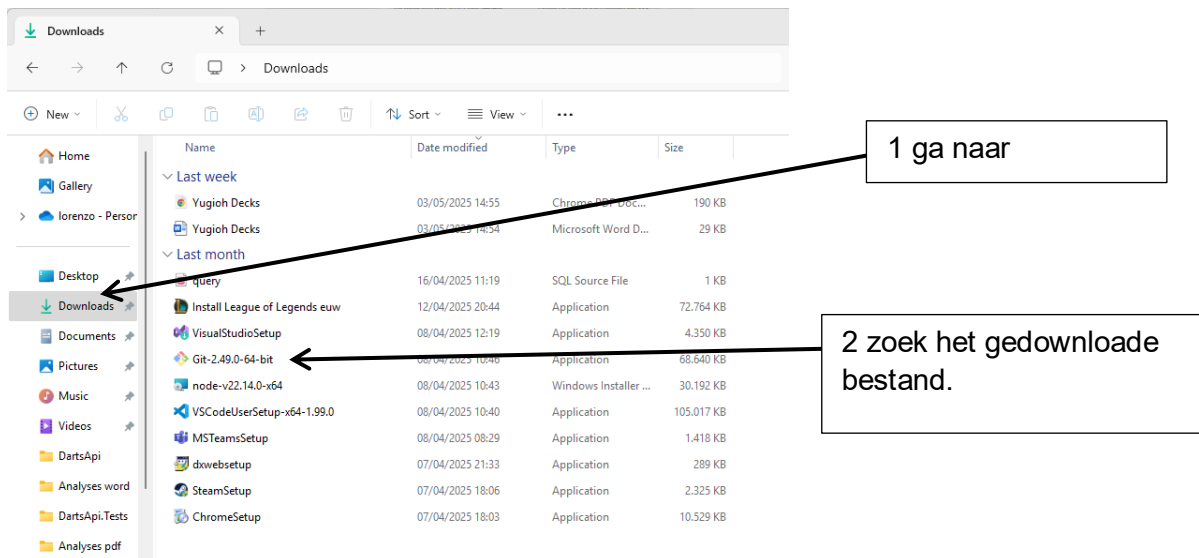 Downloads
Downloads
New
Sort
View
Name Date modified Type Size
Home
Gallery
lorenzo - Person
Desktop
Downloads
Documents
Pictures
Music
Videos
DartsApi
Analyses word
DartsApi.Tests
Analyses pdf
Last week
Yugioh Decks 03/05/2025 14:55 Chrome PDF Doc... 190 KB
Yugioh Decks 03/05/2025 14:54 Microsoft Word D... 29 KB
Last month
query 16/04/2025 11:19 SQL Source File 1 KB
Install League of Legends euw 12/04/2025 20:44 Application 72.764 KB
VisualStudioSetup 08/04/2025 12:19 Application 4.350 KB
Git-2.49.0-64-bit 08/04/2025 10:46 Application 68.640 KB
node-v22.14.0-x64 08/04/2025 10:43 Windows Installer ... 30.192 KB
VSCodeUserSetup-x64-1.99.0 08/04/2025 10:40 Application 105.017 KB
MSTeamsSetup 08/04/2025 08:29 Application 1.418 KB
dxwebsetup 07/04/2025 21:33 Application 289 KB
SteamSetup 07/04/2025 18:06 Application 2.325 KB
ChromeSetup 07/04/2025 18:03 Application 10.529 KB
1 ga naar
2 zoek het gedownloade
bestand.